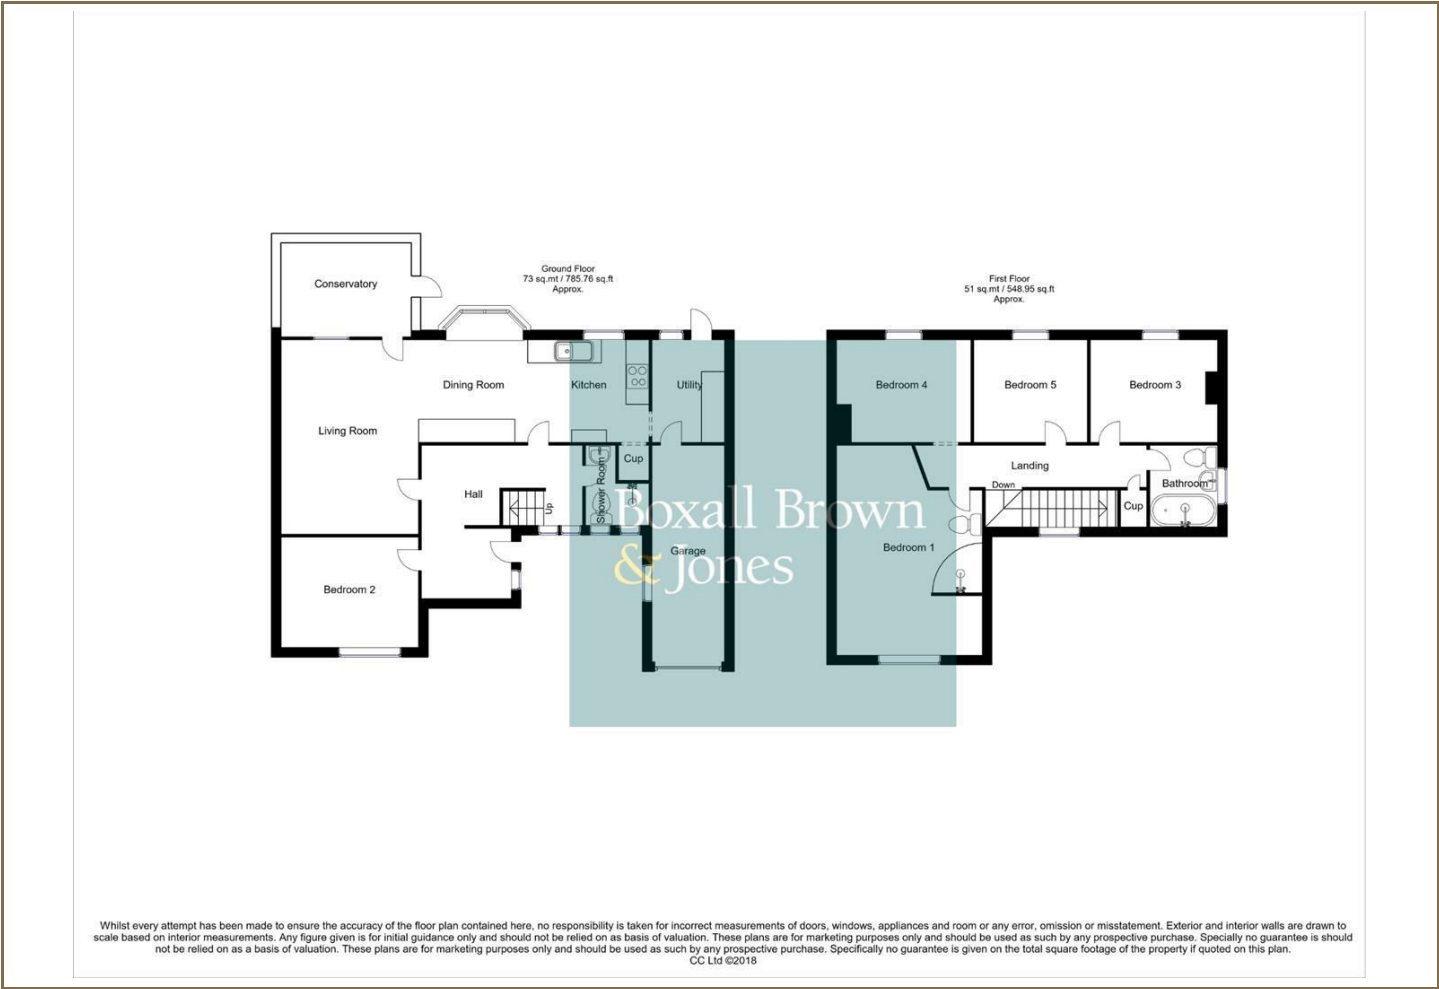 Ground Floor
73 sq.mt / 785.76 sq.ft
Approx.
First Floor
51 sq.mt / 548.95 sq.ft
Approx.
Conservatory
Dining Room
Kitchen
Utility
Living Room
Cup
Shower Room
Hall
Up
Garage
Bedroom 2
Bedroom 4
Bedroom 5
Bedroom 3
Landing
Down
Bathroom
Cup
Bedroom 1
Boxall Brown
& Jones
Whilst every attempt has been made to ensure the accuracy of the floor plan contained here, no responsibility is taken for incorrect measurements of doors, windows, appliances and room or any error, omission or misstatement. Exterior and interior walls are drawn to
scale based on interior measurements. Any figure given is for initial guidance only and should not be relied on as basis of valuation. These plans are for marketing purposes only and should be used as such by any prospective purchase. Specially no guarantee is should
not be relied on as a basis of valuation. These plans are for marketing purposes only and should be used as such by any prospective purchase. Specifically no guarantee is given on the total square footage of the property if quoted on this plan.
CC Ltd ©2018